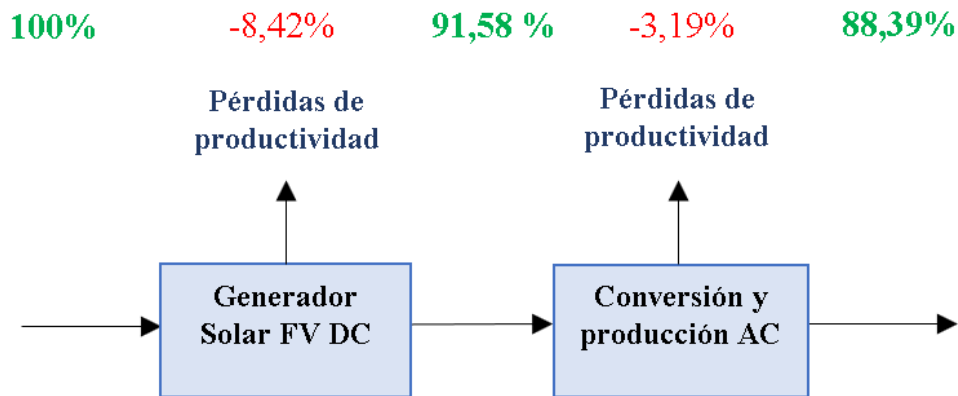 100% -8,42% 91,58 % -3,19% 88,39%
Pérdidas de
productividad
Pérdidas de
productividad
Generador
Solar FV DC
Conversión y
producción AC